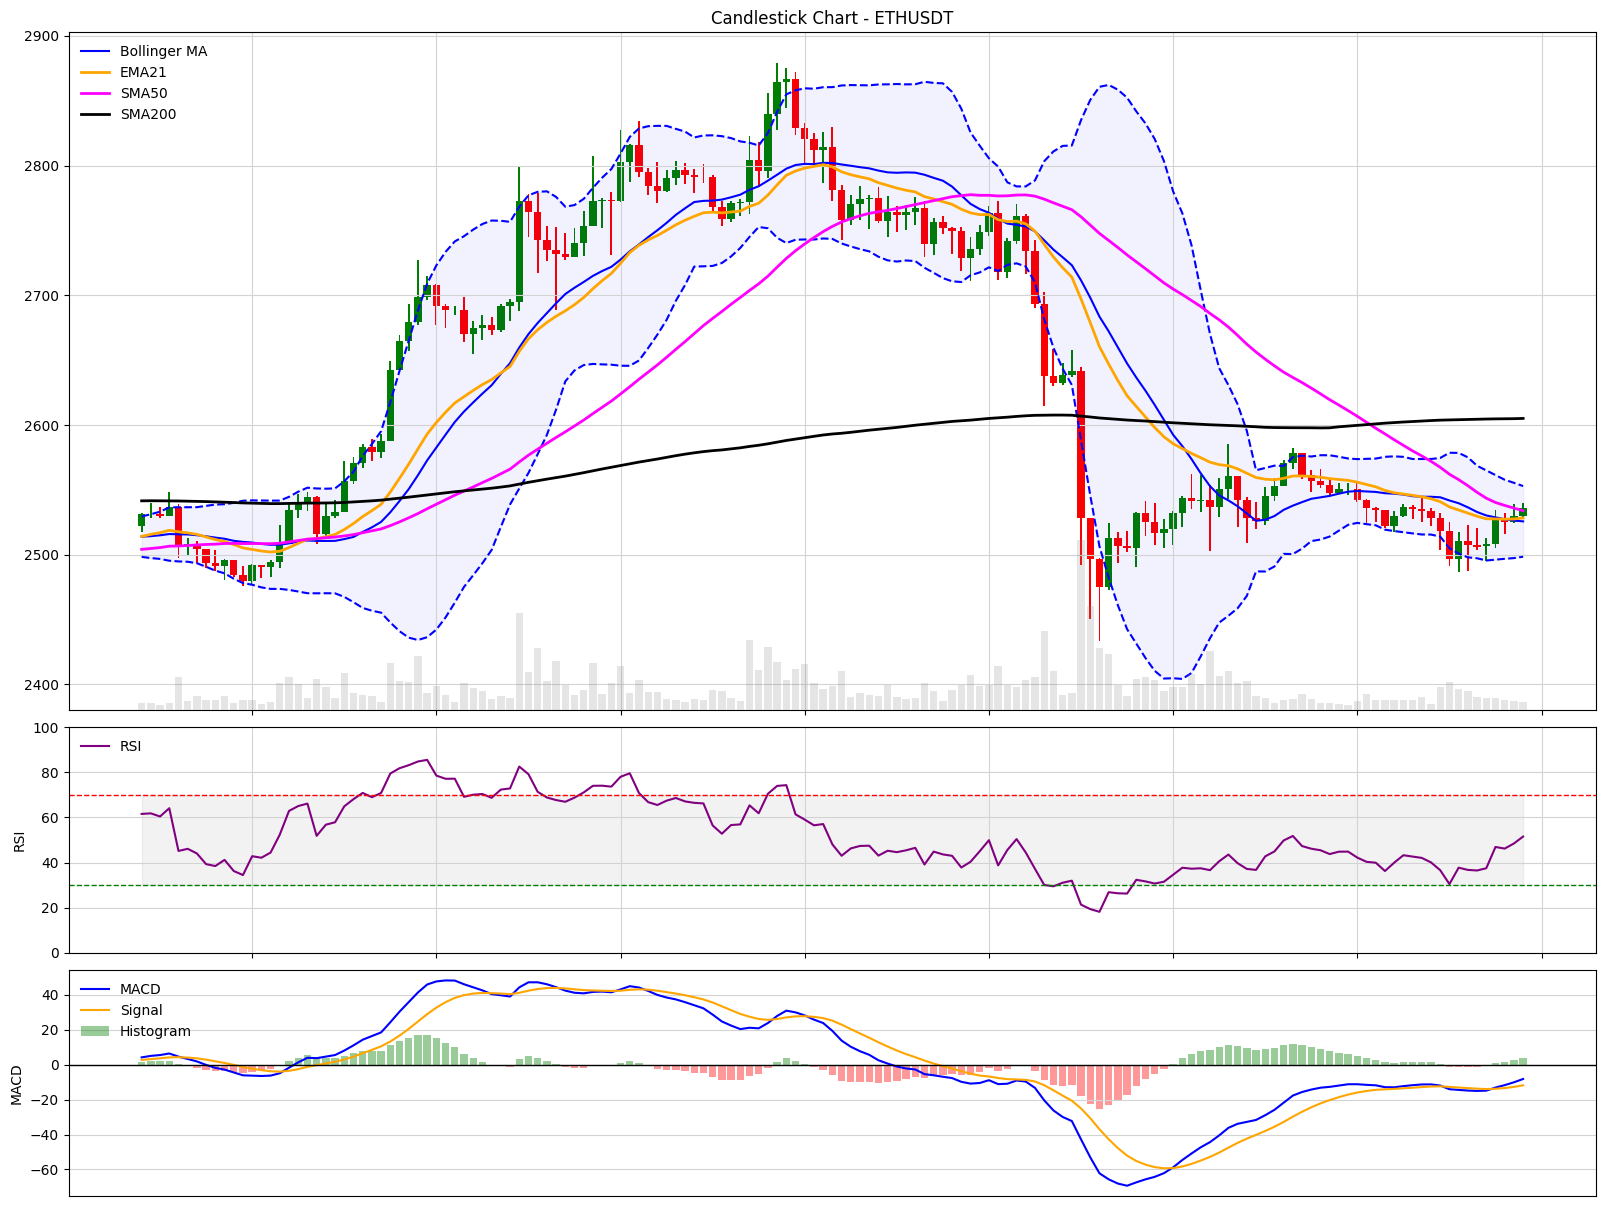 Candlestick Chart - ETHUSDT
2900
2800
2700
2600
2500
2400
Bollinger MA
EMA21
SMA50
SMA200
100
80
60
40
20
0
RSI
RSI
40
20
0
−20
−40
−60
MACD
MACD
Signal
Histogram